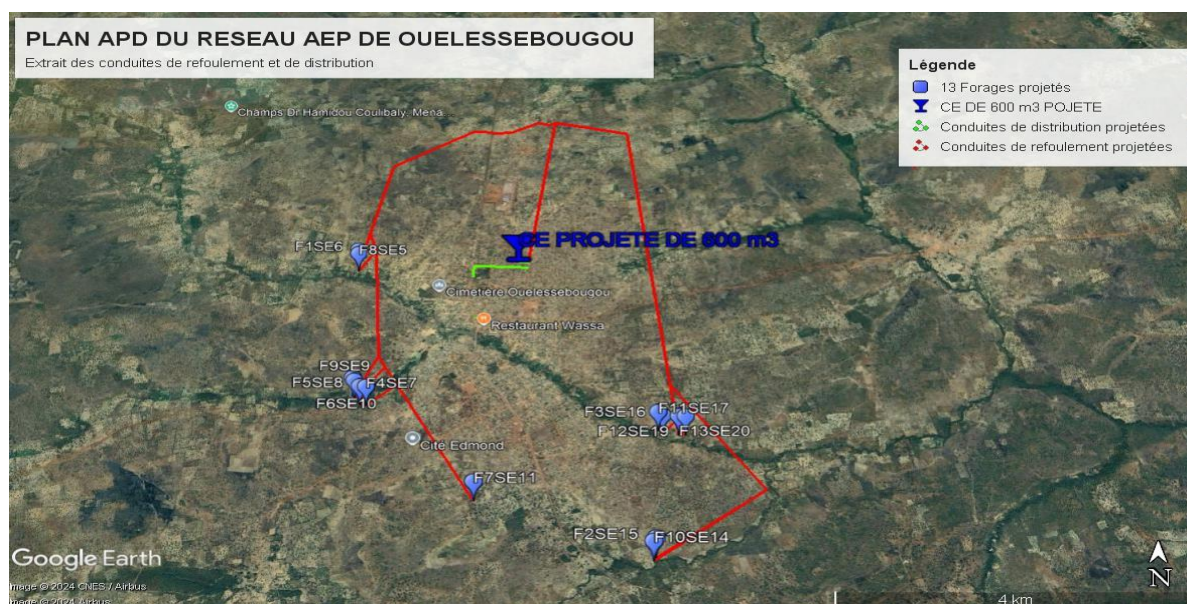 PLAN APD DU RESEAU AEP DE OUELESSEBOUGOU
Extrait des conduites de refoulement et de distribution
Légende
13 Forages projetés
CE DE 600 m3 POJETE
Conduites de distribution projetées
Conduites de refoulement projetées
Champs Dr Hamidou Coulibaly, Mena
F1SE6
F8SE5
CE PROJETE DE 600 m3
Cimetière Ouelessebougou
Restaurant Wassa
F9SE9
F5SE8
F4SE7
F6SE10
F3SE16
F11SE17
F12SE19
F13SE20
Cité Edmond
F7SE11
F2SE15
F10SE14
Google Earth
Image © 2024 CNES / Airbus
Image © 2024 Airbus
N
4 km